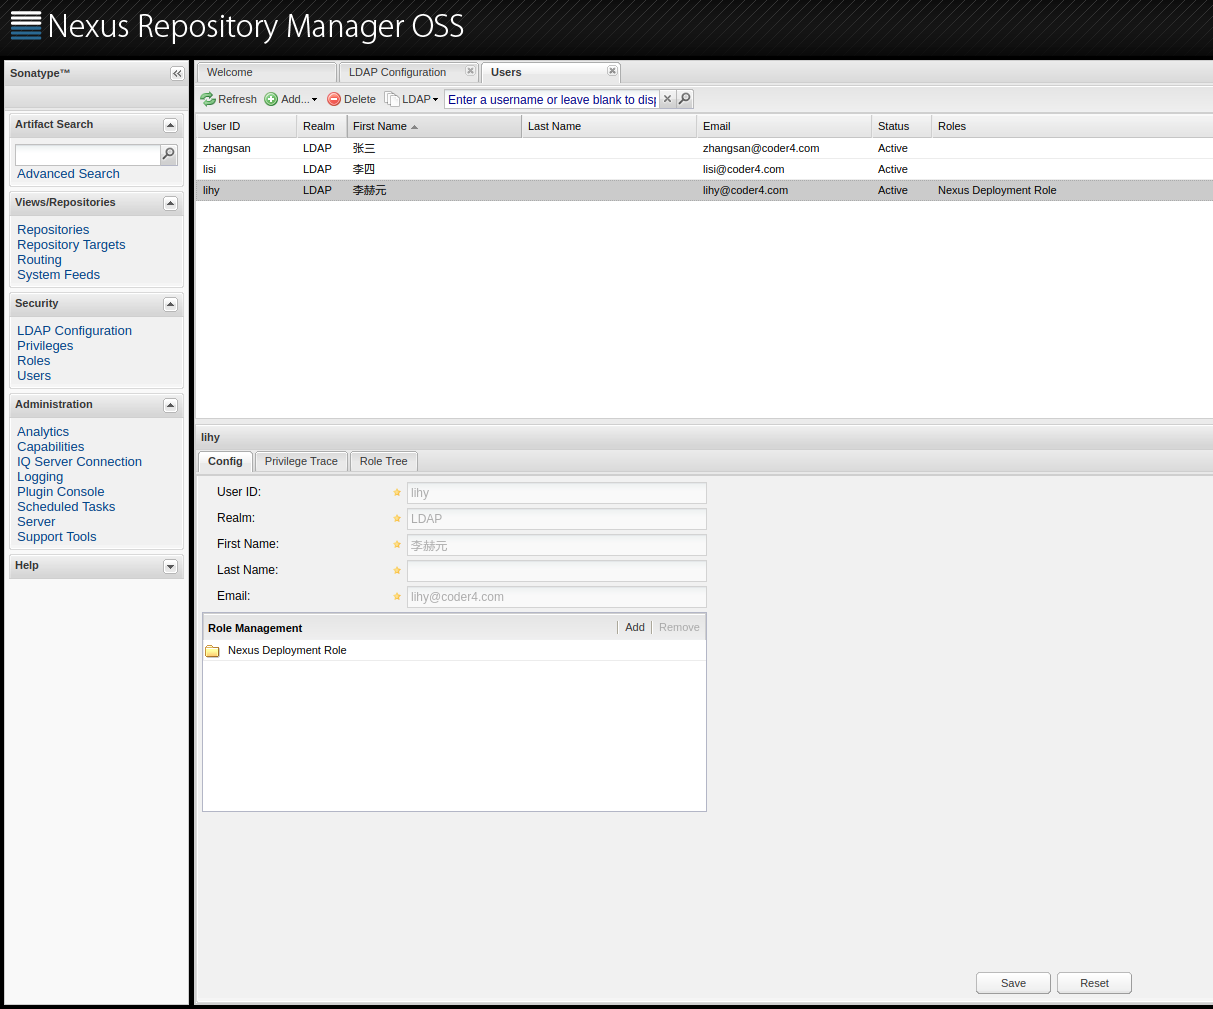 Nexus Repository Manager OSS
Sonatype™
Artifact Search
Advanced Search
Views/Repositories
Repositories
Repository Targets
Routing
System Feeds
Security
LDAP Configuration
Privileges
Roles
Users
Administration
Analytics
Capabilities
IQ Server Connection
Logging
Plugin Console
Scheduled Tasks
Server
Support Tools
Help
Welcome LDAP Configuration Users
Refresh Add... Delete LDAP Enter a username or leave blank to disp
User ID Realm First Name Last Name Email Status Roles
zhangsan LDAP 张三 zhangsan@coder4.com Active
lisi LDAP 李四 lisi@coder4.com Active
lihy LDAP 李赫元 lihy@coder4.com Active Nexus Deployment Role
lihy
Config Privilege Trace Role Tree
User ID: lihy
Realm: LDAP
First Name: 李赫元
Last Name:
Email: lihy@coder4.com
Role Management Add Remove
Nexus Deployment Role
Save Reset